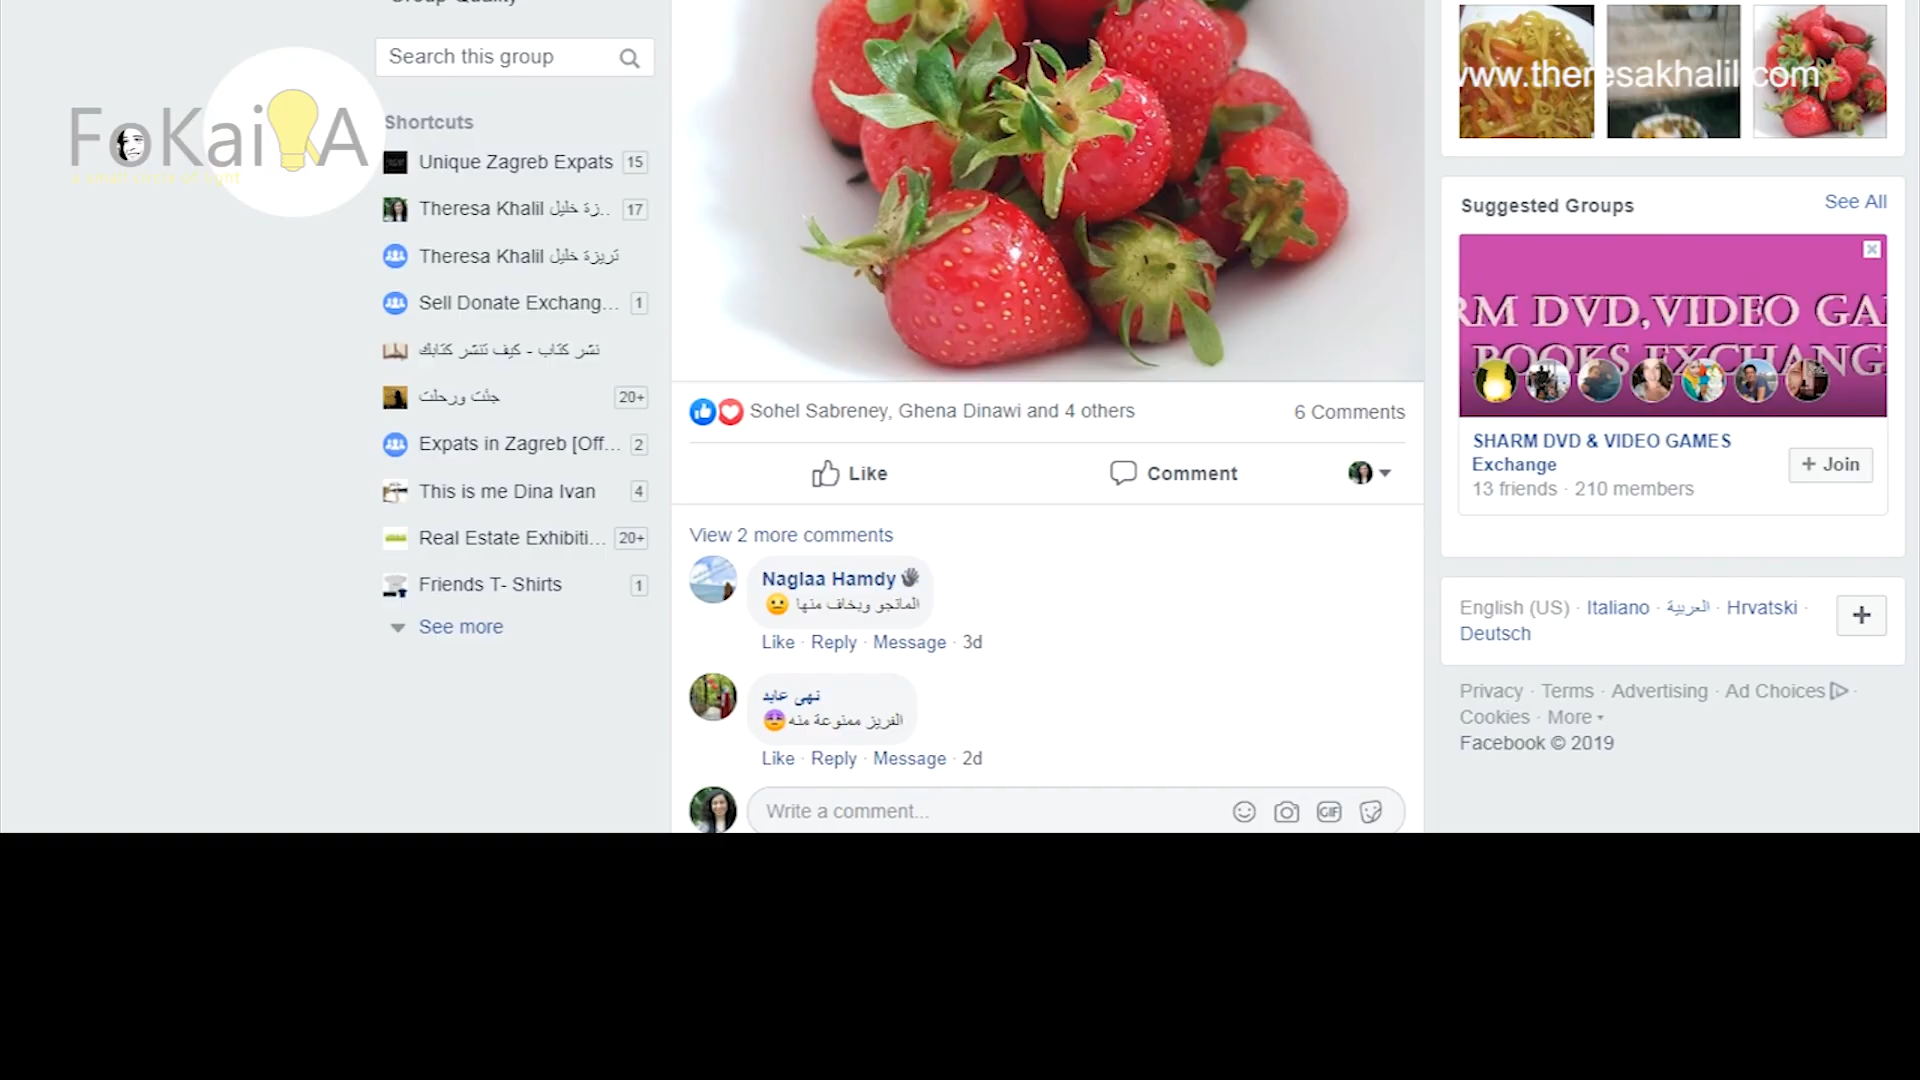 Search this group
FoKaiA
Shortcuts
Unique Zagreb Expats 15
Theresa Khalil ..زة خليل 17
Theresa Khalil تريزة خليل
Sell Donate Exchang... 1
نشر كتاب - كيف تنشر كتابك
جئت ورحلت 20+
Expats in Zagreb [Off... 2
This is me Dina Ivan 4
Real Estate Exhibiti... 20+
Friends T- Shirts 1
See more
Sohel Sabreney, Ghena Dinawi and 4 others
6 Comments
Like
Comment
View 2 more comments
Naglaa Hamdy
المانجو وبخاف منها 😐
Like · Reply · Message · 3d
نهى عابد
الفريز ممنوعة منه
Like · Reply · Message · 2d
Write a comment...
GIF
www.theresakhalil.com
Suggested Groups
See All
RM DVD,VIDEO GA
BOOKS EXCHANG
SHARM DVD & VIDEO GAMES
Exchange
+ Join
13 friends · 210 members
English (US) · Italiano · العربية · Hrvatski ·
Deutsch
Privacy · Terms · Advertising · Ad Choices ·
Cookies · More
Facebook © 2019